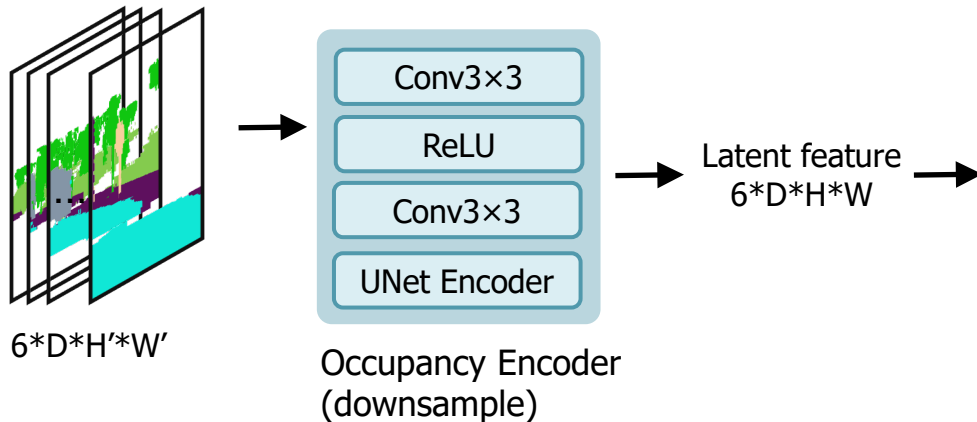 Conv3×3
ReLU
Conv3×3
UNet Encoder
Latent feature
6*D*H*W
6*D*H’*W’
Occupancy Encoder
(downsample)